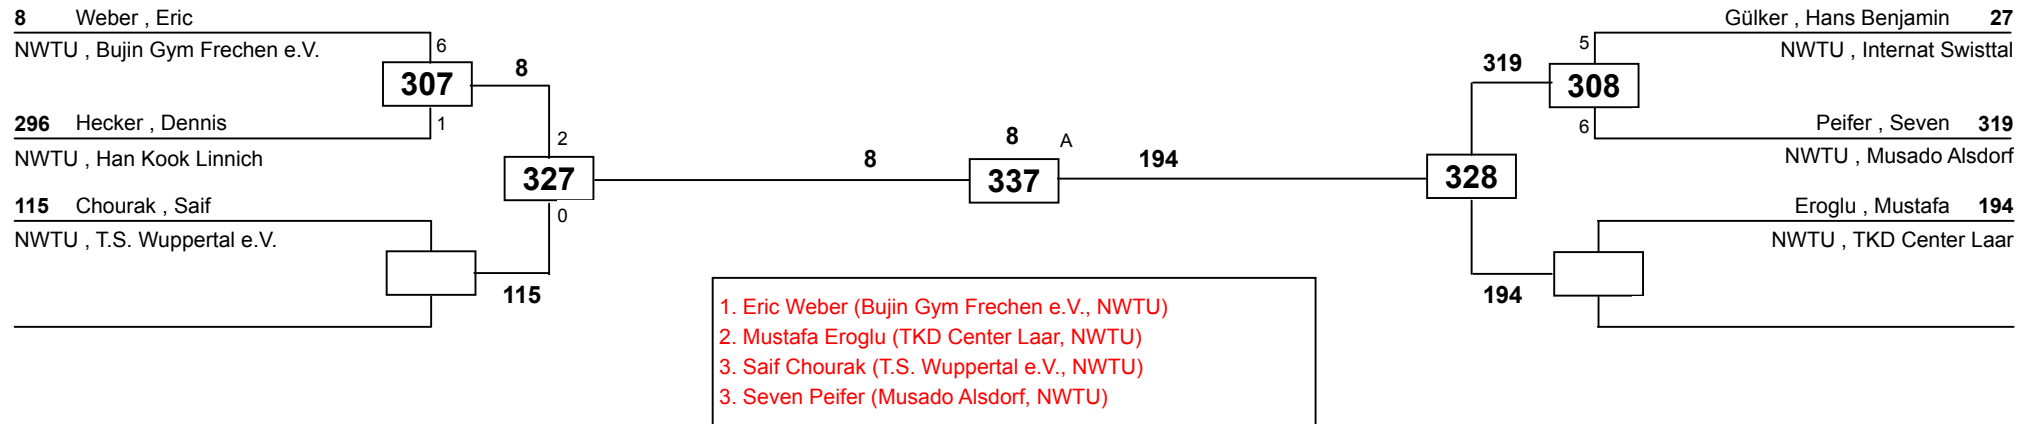 8 Weber , Eric
NWTU , Bujin Gym Frechen e.V.
6
307
8
1
296 Hecker , Dennis
NWTU , Han Kook Linnich
2
327
0
115 Chourak , Saif
NWTU , T.S. Wuppertal e.V.
115
8
8 A
337
194
Gülker , Hans Benjamin 27
NWTU , Internat Swisttal
5
319
308
6
Peifer , Seven 319
NWTU , Musado Alsdorf
328
Eroglu , Mustafa 194
NWTU , TKD Center Laar
194
1. Eric Weber (Bujin Gym Frechen e.V., NWTU)
2. Mustafa Eroglu (TKD Center Laar, NWTU)
3. Saif Chourak (T.S. Wuppertal e.V., NWTU)
3. Seven Peifer (Musado Alsdorf, NWTU)